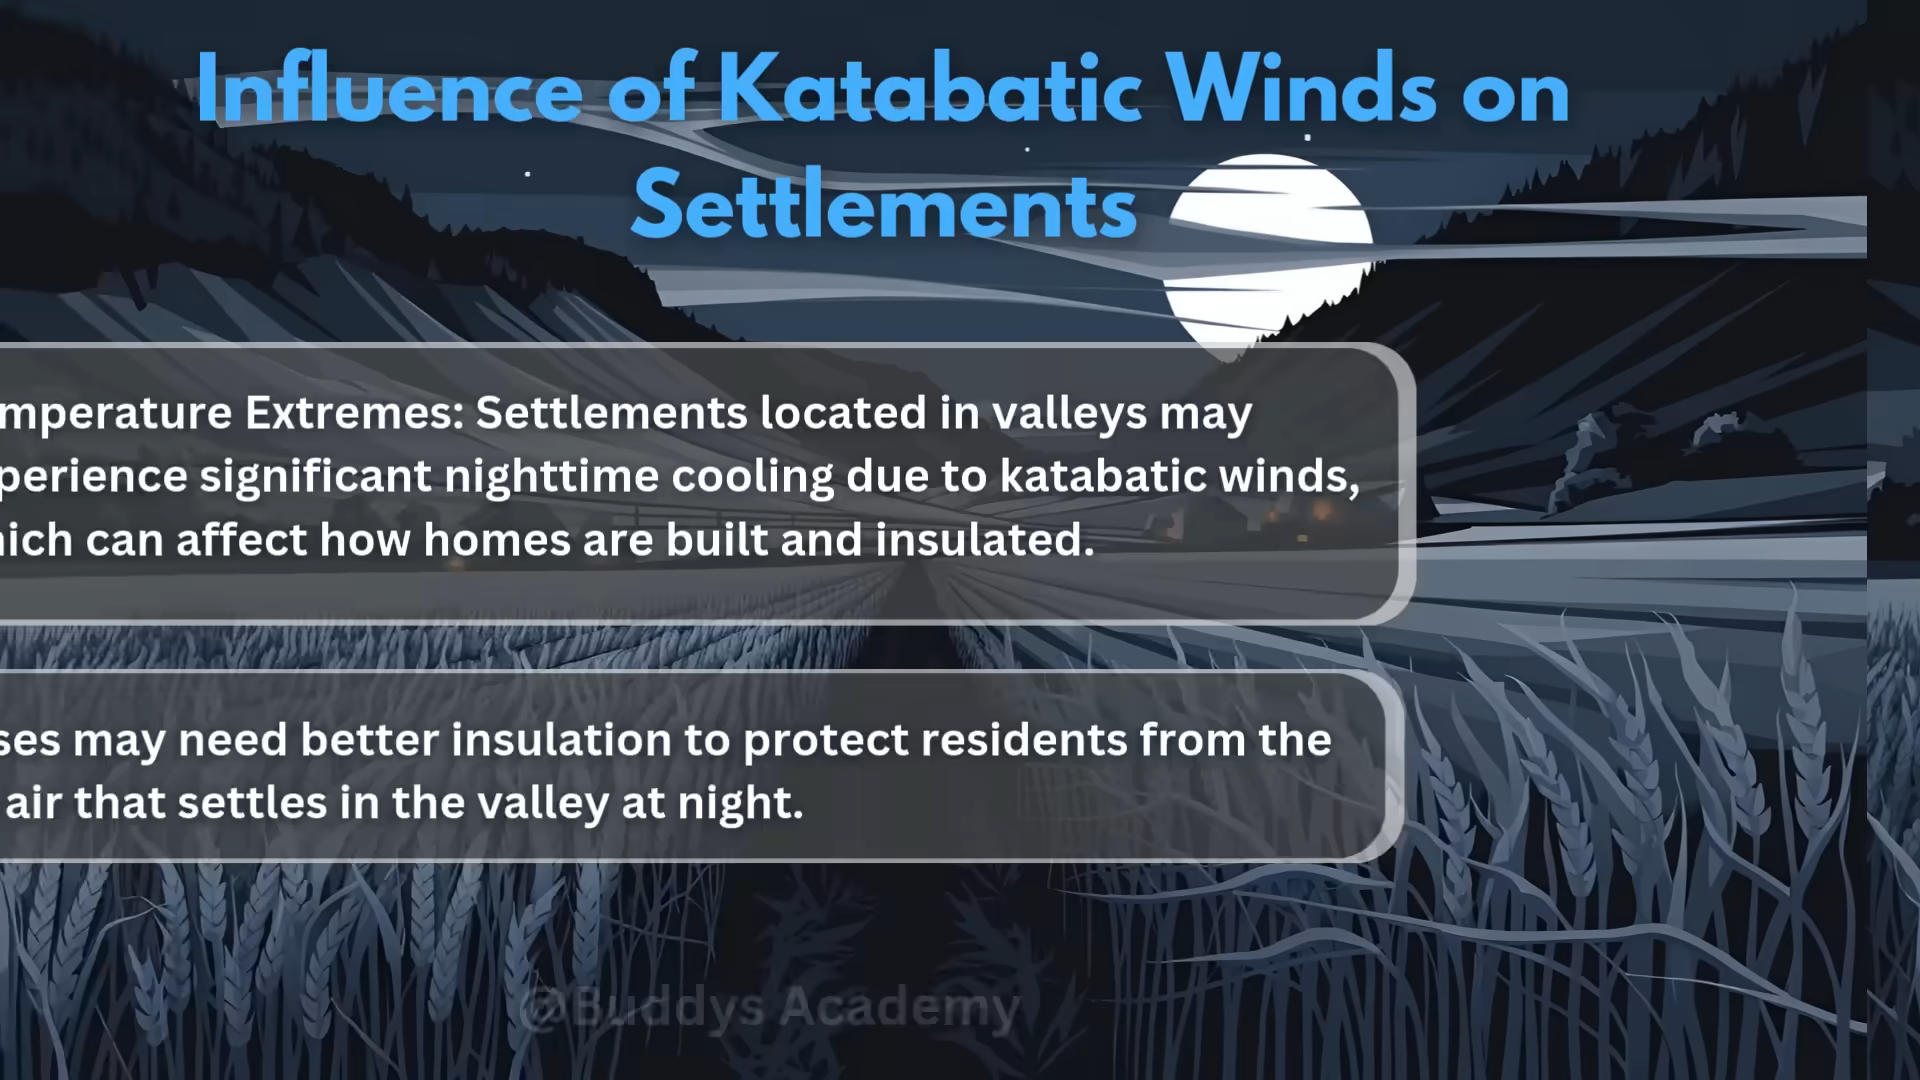 Influence of Katabatic Winds on
Settlements
mperature Extremes: Settlements located in valleys may
perience significant nighttime cooling due to katabatic winds,
ich can affect how homes are built and insulated.
ses may need better insulation to protect residents from the
air that settles in the valley at night.
@Buddys Academy